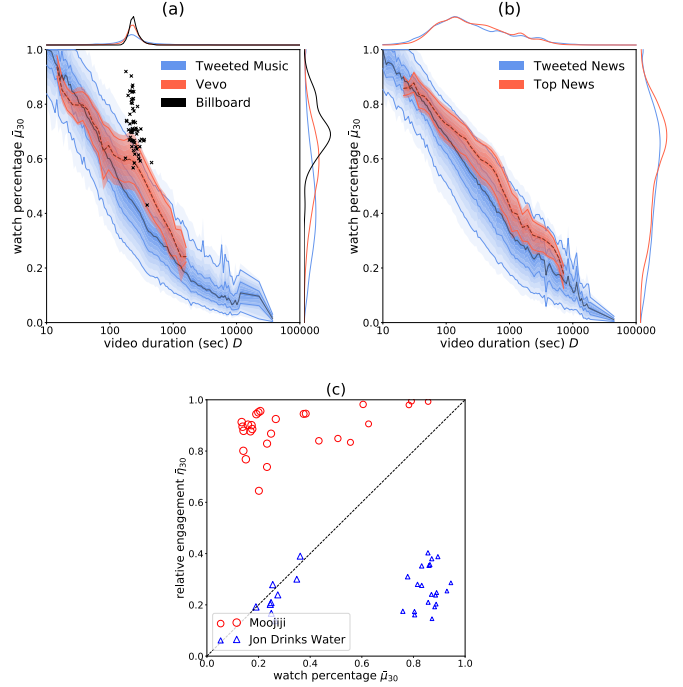 (a)
(b)
1.0
0.8
0.6
0.4
0.2
0.0
watch percentage μ̄30
Tweeted Music
Vevo
Billboard
10
100
1000
10000
100000
video duration (sec) D
1.0
0.8
0.6
0.4
0.2
0.0
watch percentage μ̄30
Tweeted News
Top News
10
100
1000
10000
100000
video duration (sec) D
(c)
1.0
0.8
0.6
0.4
0.2
0.0
relative engagement η̄30
Moojiji
Jon Drinks Water
0.0
0.2
0.4
0.6
0.8
1.0
watch percentage μ̄30